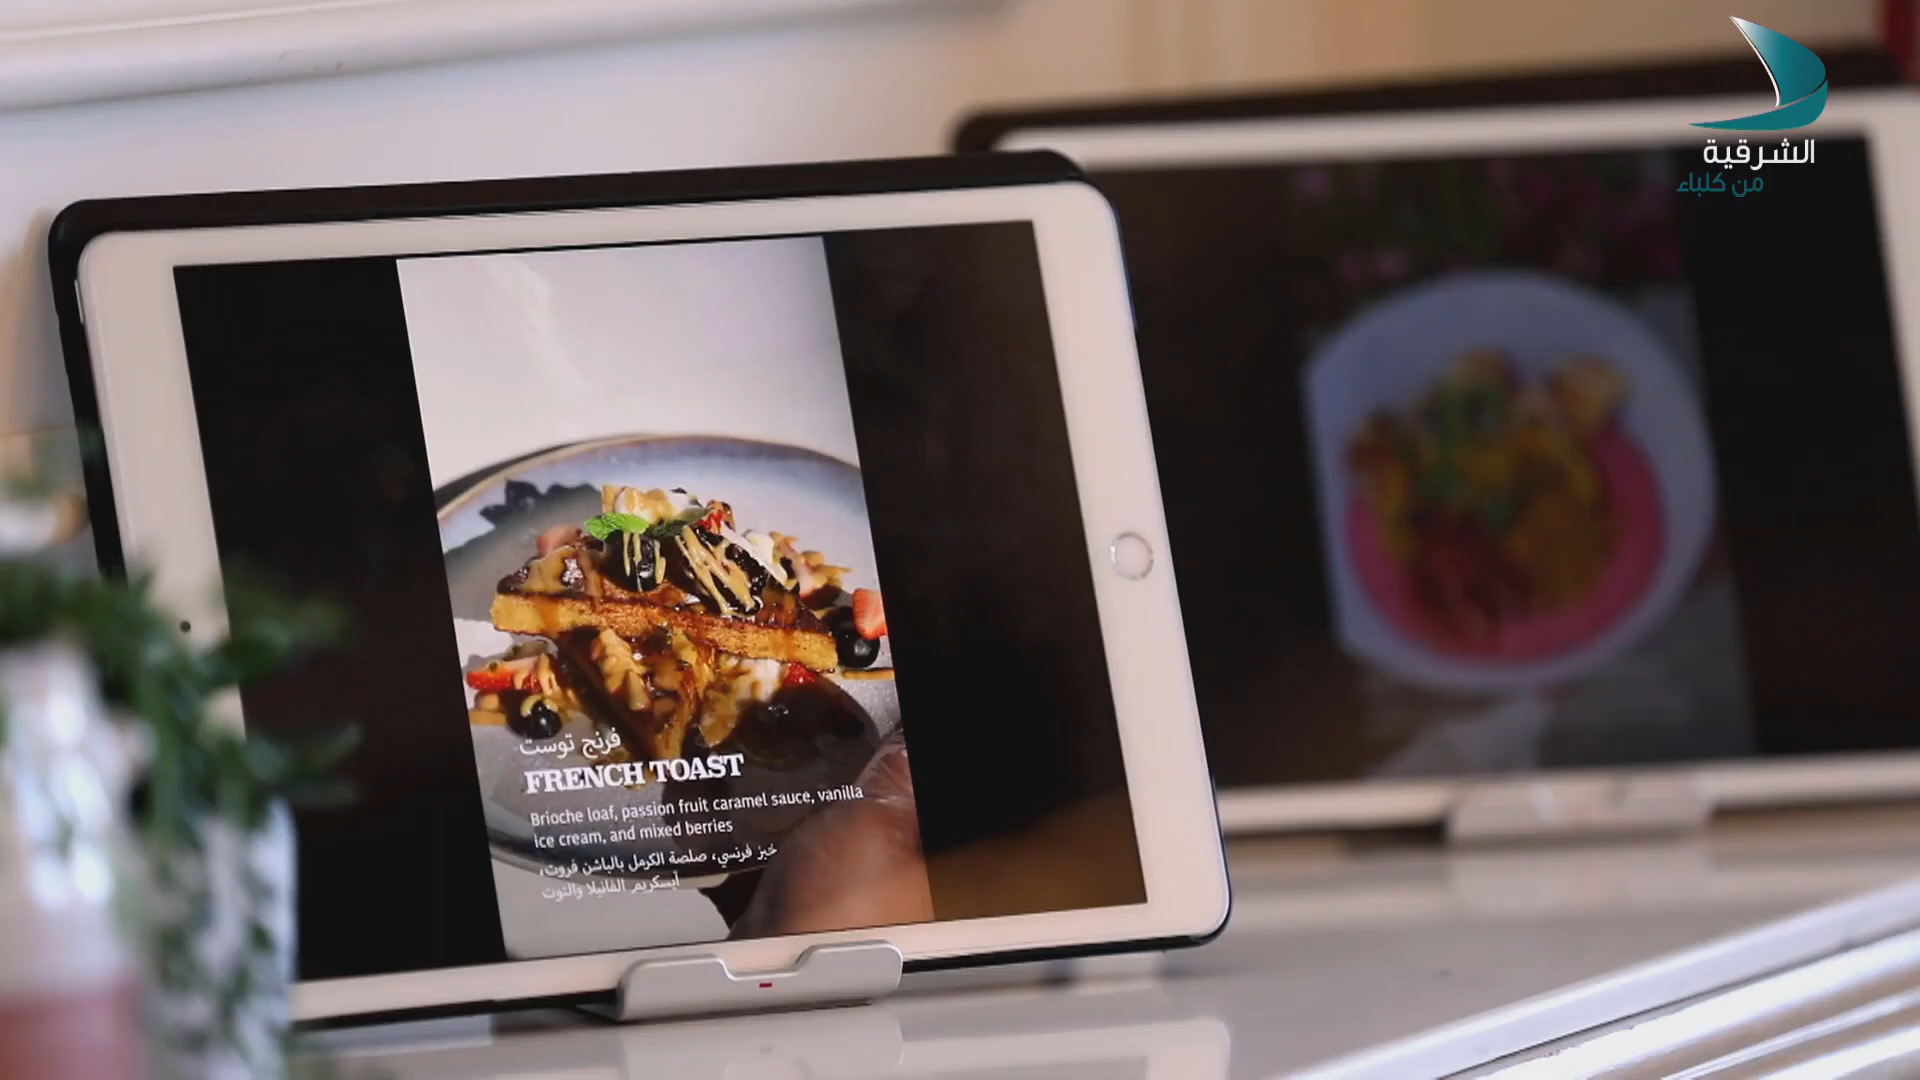 الشرقية
من كلباء
فرنج توست
FRENCH TOAST
Brioche loaf, passion fruit caramel sauce, vanilla
ice cream, and mixed berries
خبز فرنسي، صلصة الكرمل بالباشن فروت،
آيسكريم الفانيلا والتوت